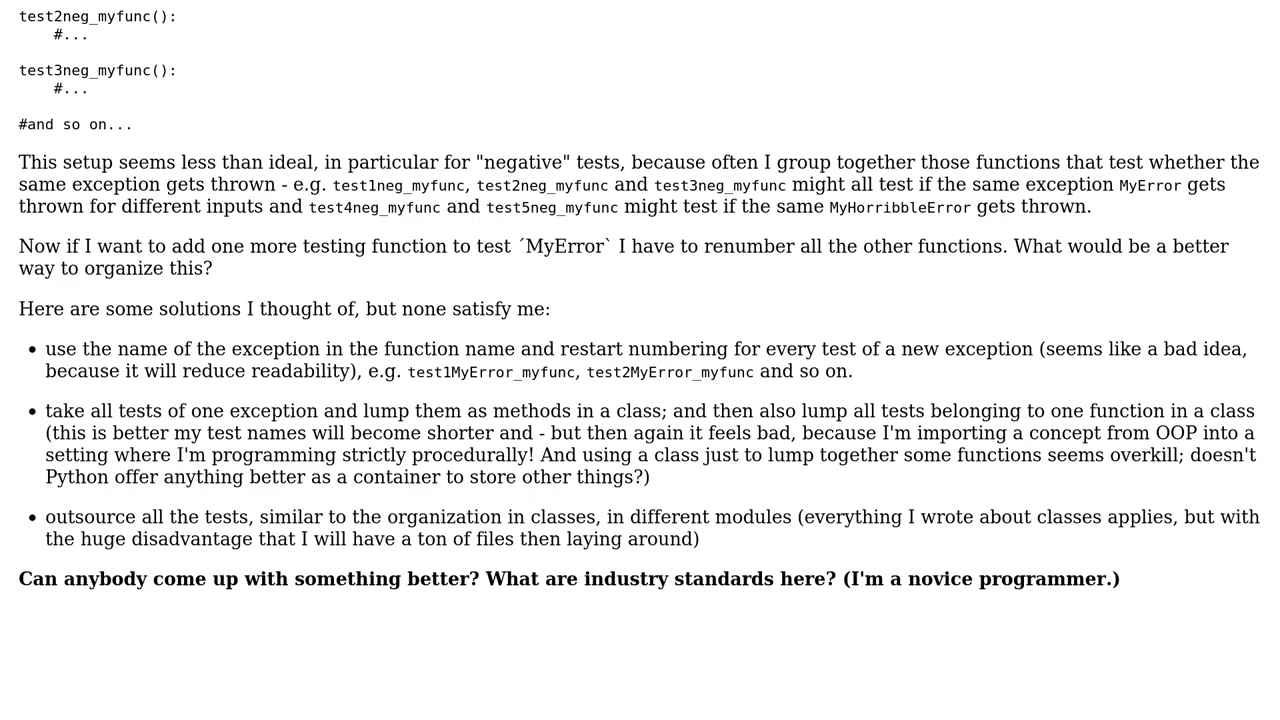 test2neg_myfunc():
    #...
test3neg_myfunc():
    #...
#and so on...
This setup seems less than ideal, in particular for "negative" tests, because often I group together those functions that test whether the
same exception gets thrown - e.g. test1neg_myfunc, test2neg_myfunc and test3neg_myfunc might all test if the same exception MyError gets
thrown for different inputs and test4neg_myfunc and test5neg_myfunc might test if the same MyHorribbleError gets thrown.
Now if I want to add one more testing function to test ´MyError` I have to renumber all the other functions. What would be a better
way to organize this?
Here are some solutions I thought of, but none satisfy me:
• use the name of the exception in the function name and restart numbering for every test of a new exception (seems like a bad idea,
because it will reduce readability), e.g. test1MyError_myfunc, test2MyError_myfunc and so on.
• take all tests of one exception and lump them as methods in a class; and then also lump all tests belonging to one function in a class
(this is better my test names will become shorter and - but then again it feels bad, because I'm importing a concept from OOP into a
setting where I'm programming strictly procedurally! And using a class just to lump together some functions seems overkill; doesn't
Python offer anything better as a container to store other things?)
• outsource all the tests, similar to the organization in classes, in different modules (everything I wrote about classes applies, but with
the huge disadvantage that I will have a ton of files then laying around)
Can anybody come up with something better? What are industry standards here? (I'm a novice programmer.)